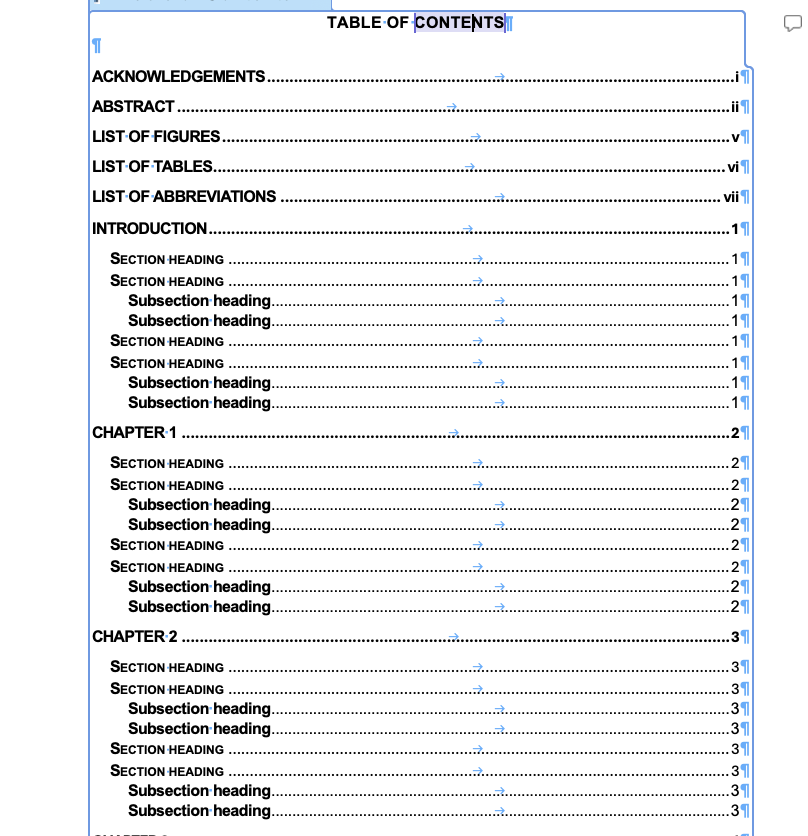 TABLE OF CONTENTS
ACKNOWLEDGEMENTS i
ABSTRACT ii
LIST OF FIGURES v
LIST OF TABLES vi
LIST OF ABBREVIATIONS vii
INTRODUCTION 1
SECTION HEADING 1
SECTION HEADING 1
Subsection heading 1
Subsection heading 1
SECTION HEADING 1
SECTION HEADING 1
Subsection heading 1
Subsection heading 1
CHAPTER 1 2
SECTION HEADING 2
SECTION HEADING 2
Subsection heading 2
Subsection heading 2
SECTION HEADING 2
SECTION HEADING 2
Subsection heading 2
Subsection heading 2
CHAPTER 2 3
SECTION HEADING 3
SECTION HEADING 3
Subsection heading 3
Subsection heading 3
SECTION HEADING 3
SECTION HEADING 3
Subsection heading 3
Subsection heading 3